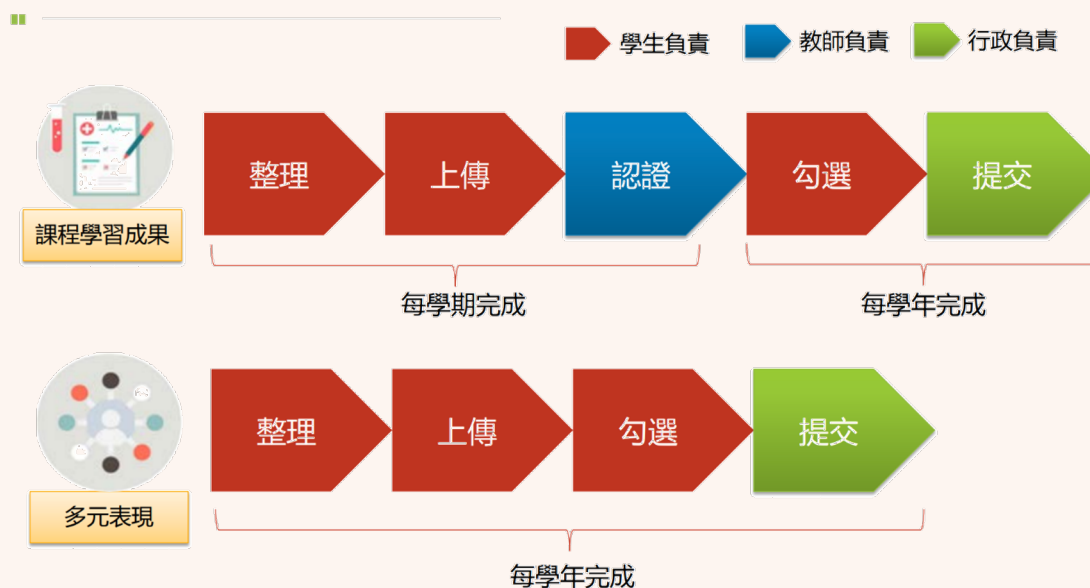 學生負責
教師負責
行政負責
課程學習成果
整理
上傳
認證
勾選
提交
每學期完成
每學年完成
多元表現
整理
上傳
勾選
提交
每學年完成